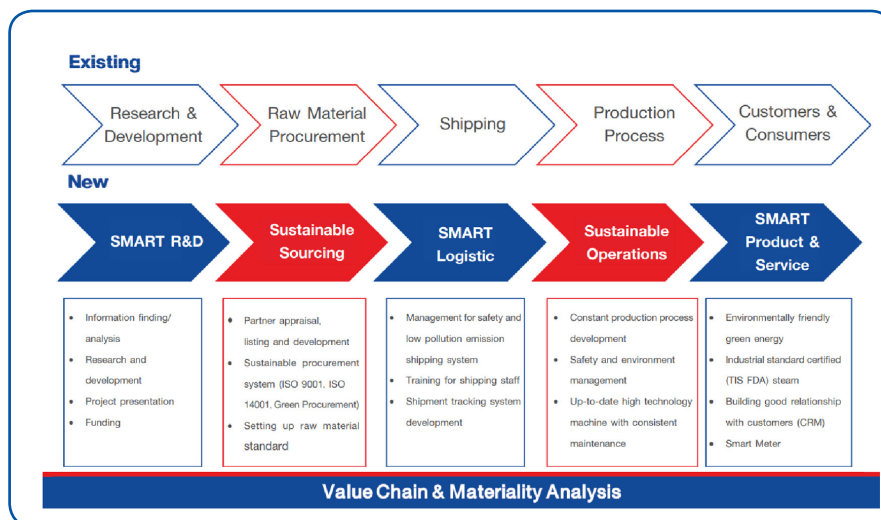 Existing
Research &
Development
Raw Material
Procurement
Shipping
Production
Process
Customers &
Consumers
New
SMART R&D
Sustainable
Sourcing
SMART
Logistic
Sustainable
Operations
SMART
Product &
Service
• Information finding/
analysis
• Research and
development
• Project presentation
• Funding
• Partner appraisal,
listing and development
• Sustainable procurement
system (ISO 9001, ISO
14001, Green Procurement)
• Setting up raw material
standard
• Management for safety and
low pollution emission
shipping system
• Training for shipping staff
• Shipment tracking system
development
• Constant production process
development
• Safety and environment
management
• Up-to-date high technology
machine with consistent
maintenance
• Environmentally friendly
green energy
• Industrial standard certified
(TIS FDA) steam
• Building good relationship
with customers (CRM)
• Smart Meter
Value Chain & Materiality Analysis